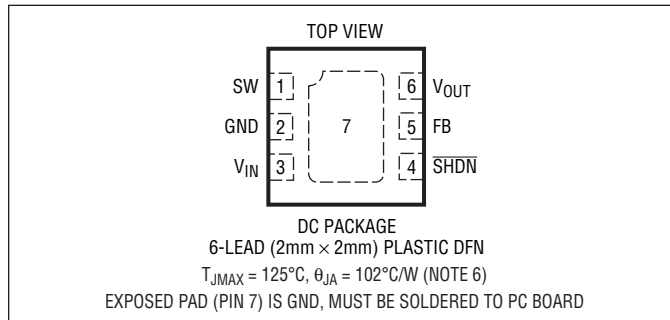 TOP VIEW
SW 1
GND 2
VIN 3
7
6 VOUT
5 FB
4 SHDN
DC PACKAGE
6-LEAD (2mm × 2mm) PLASTIC DFN
TJMAX = 125°C, θJA = 102°C/W (NOTE 6)
EXPOSED PAD (PIN 7) IS GND, MUST BE SOLDERED TO PC BOARD